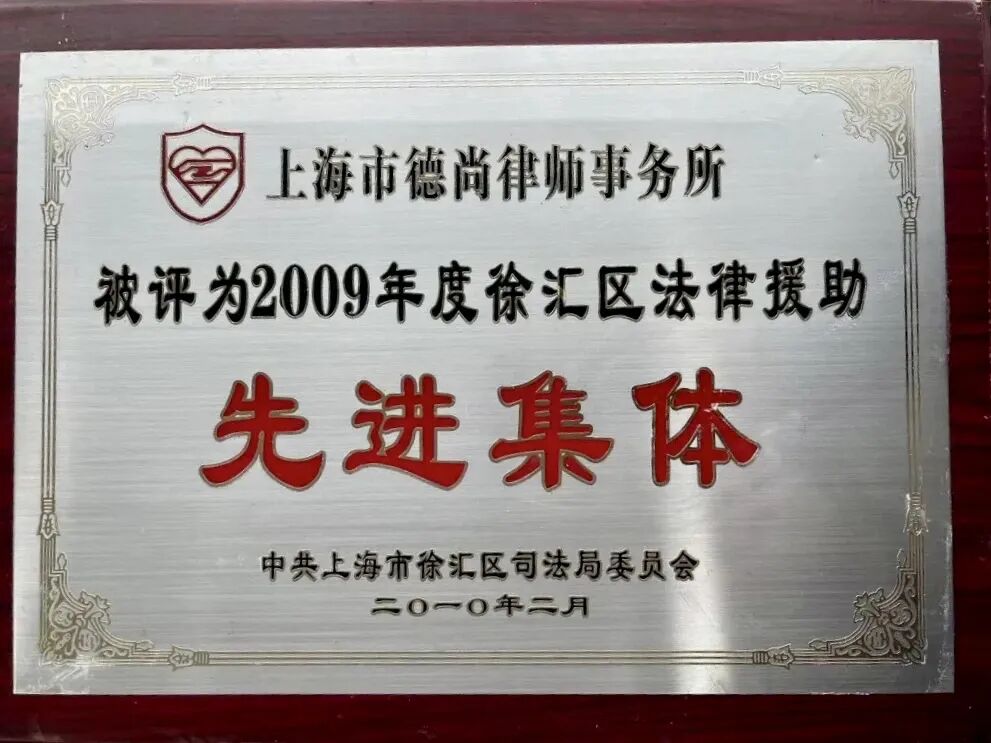 上海市德尚律师事务所
被评为2009年度徐汇区法律援助
先进集体
中共上海市徐汇区司法局委员会
二〇一〇年二月